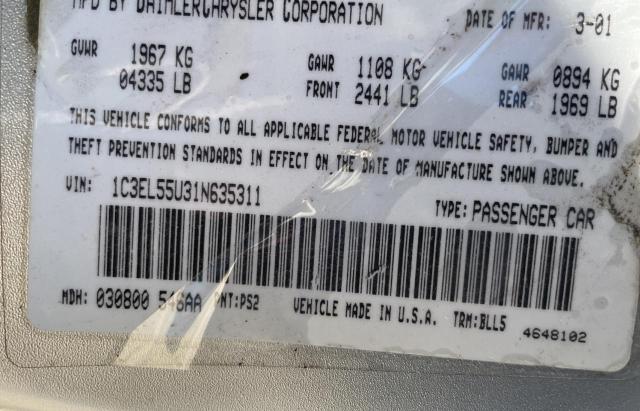 MFD BY DAIMLERCHRYSLER CORPORATION DATE OF MFR: 3-01
GVWR 1967 KG GAWR 1108 KG GAWR 0894 KG
04335 LB FRONT 2441 LB REAR 1969 LB
THIS VEHICLE CONFORMS TO ALL APPLICABLE FEDERAL MOTOR VEHICLE SAFETY, BUMPER AND
THEFT PREVENTION STANDARDS IN EFFECT ON THE DATE OF MANUFACTURE SHOWN ABOVE.
VIN: 1C3EL55U31N635311 TYPE: PASSENGER CAR
MDH: 030800 546AA PNT:PS2 VEHICLE MADE IN U.S.A. TRM:BLL5 4648102